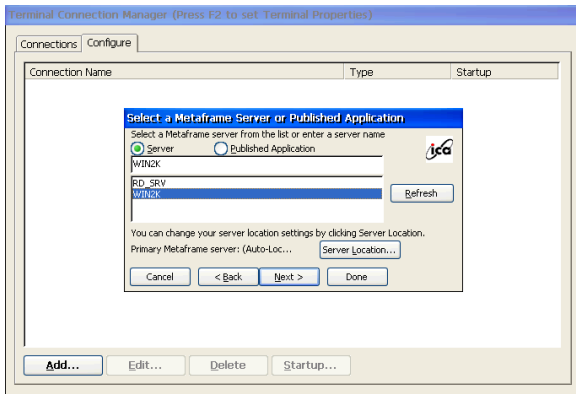 Terminal Connection Manager (Press F2 to set Terminal Properties)
Connections Configure
Connection Name Type Startup
Select a Metaframe Server or Published Application
Select a Metaframe server from the list or enter a server name
Server Published Application
ica
WIN2K
RD_SRV
WIN2K
Refresh
You can change your server location settings by clicking Server Location.
Primary Metaframe server: (Auto-Loc... Server Location...
Cancel < Back Next > Done
Add... Edit... Delete Startup...